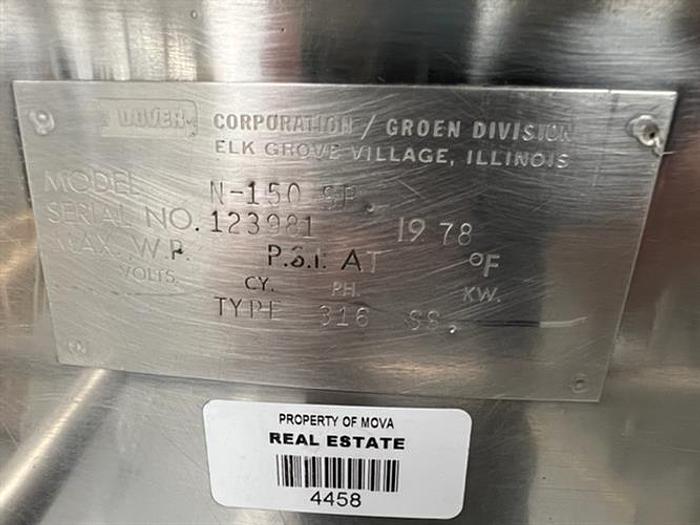 DOVER CORPORATION / GROEN DIVISION
ELK GROVE VILLAGE, ILLINOIS
MODEL N-150 SP.
SERIAL NO. 123981 1978
MAX. W.P. P.S.I. AT °F
VOLTS. CY. PH. KW.
TYPE 316 SS.
PROPERTY OF MOVA
REAL ESTATE
4458